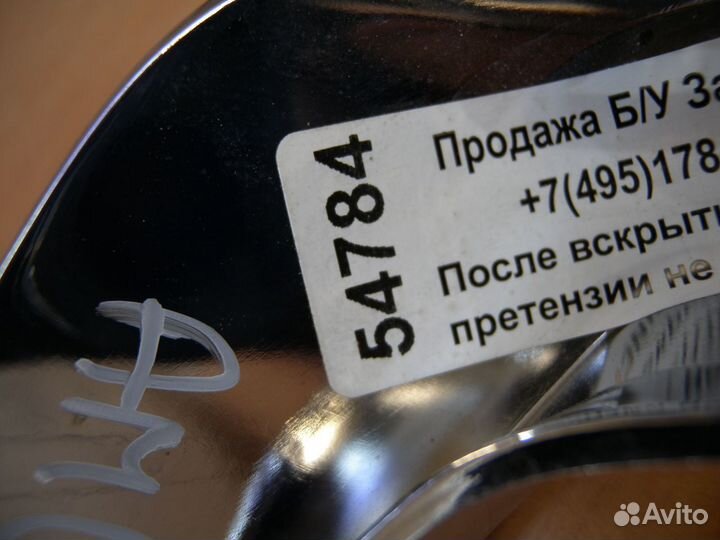 54784
Продажа Б/У За
+7(495)178
После вскрыти
претензии не
Avito